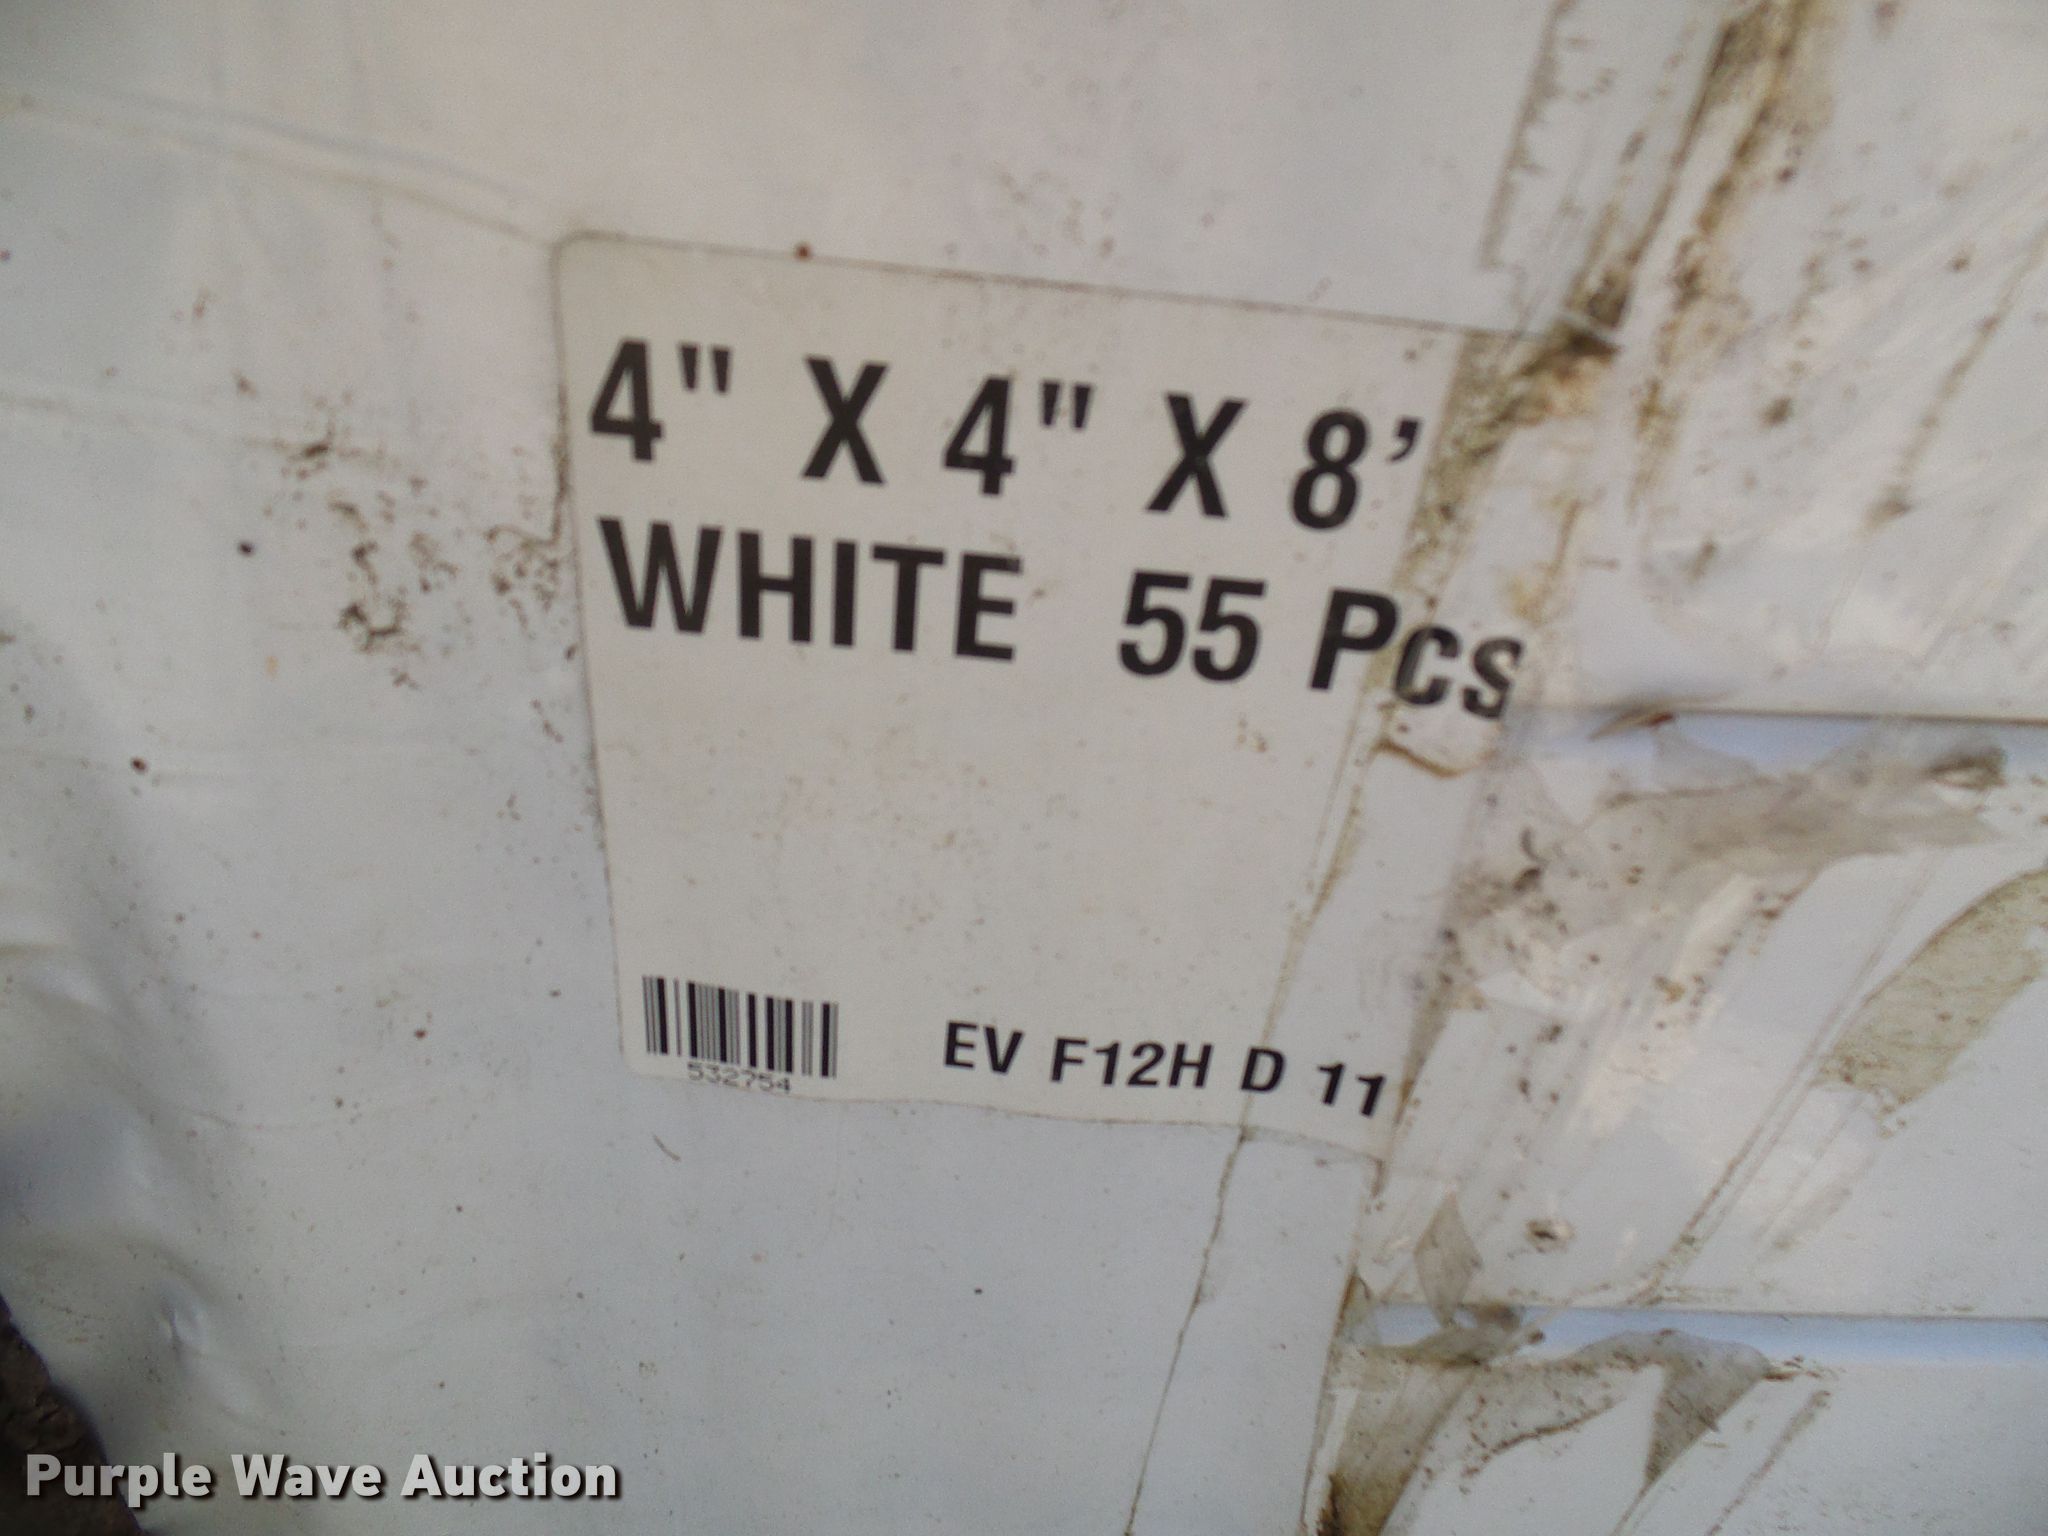 4" X 4" X 8’
WHITE 55 Pcs
532754
EV F12H D 11
Purple Wave Auction